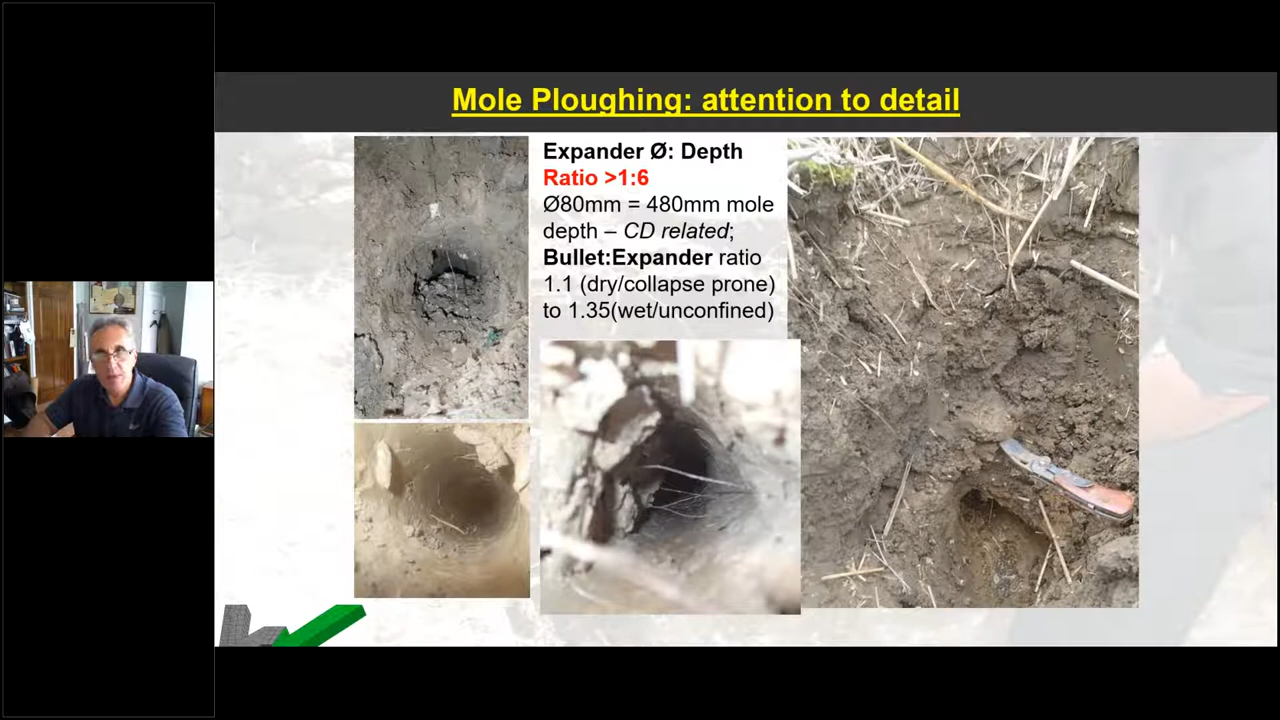 Mole Ploughing: attention to detail
Expander Ø: Depth
Ratio >1:6
Ø80mm = 480mm mole
depth – CD related;
Bullet:Expander ratio
1.1 (dry/collapse prone)
to 1.35(wet/unconfined)